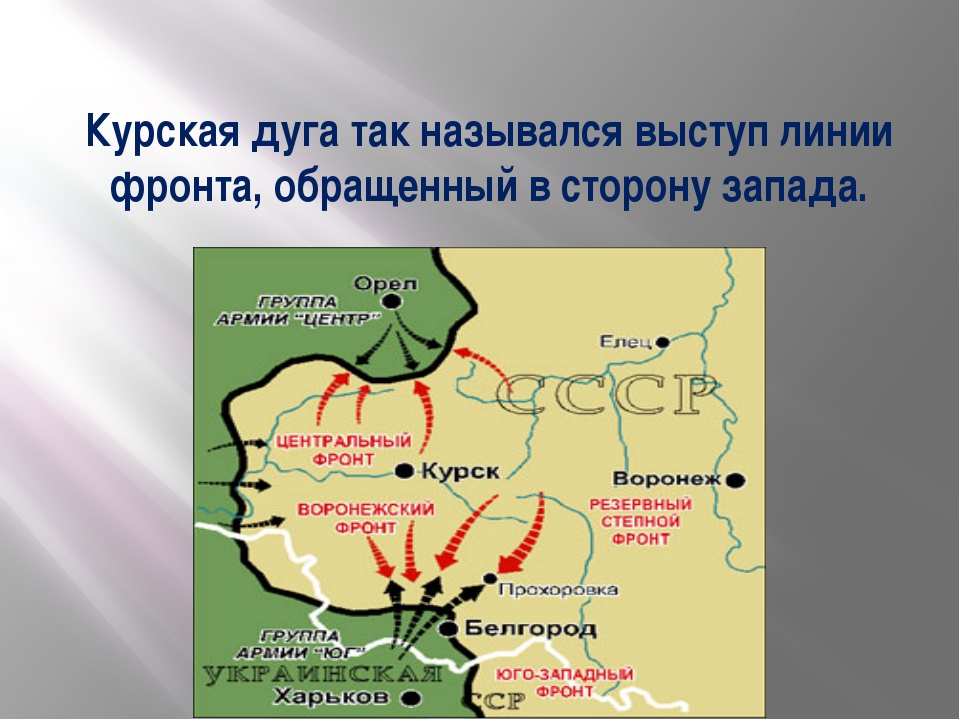 Курская дуга так назывался выступ линии
фронта, обращенный в сторону запада.
Орел
ГРУППА
АРМИИ "ЦЕНТР"
Елец
СССР
ЦЕНТРАЛЬНЫЙ
ФРОНТ
Курск
Воронеж
ВОРОНЕЖСКИЙ
ФРОНТ
РЕЗЕРВНЫЙ
СТЕПНОЙ
ФРОНТ
Прохоровка
Белгород
ГРУППА
АРМИИ "ЮГ"
УКРАИНСКАЯ
ССР
ЮГО-ЗАПАДНЫЙ
ФРОНТ
Харьков